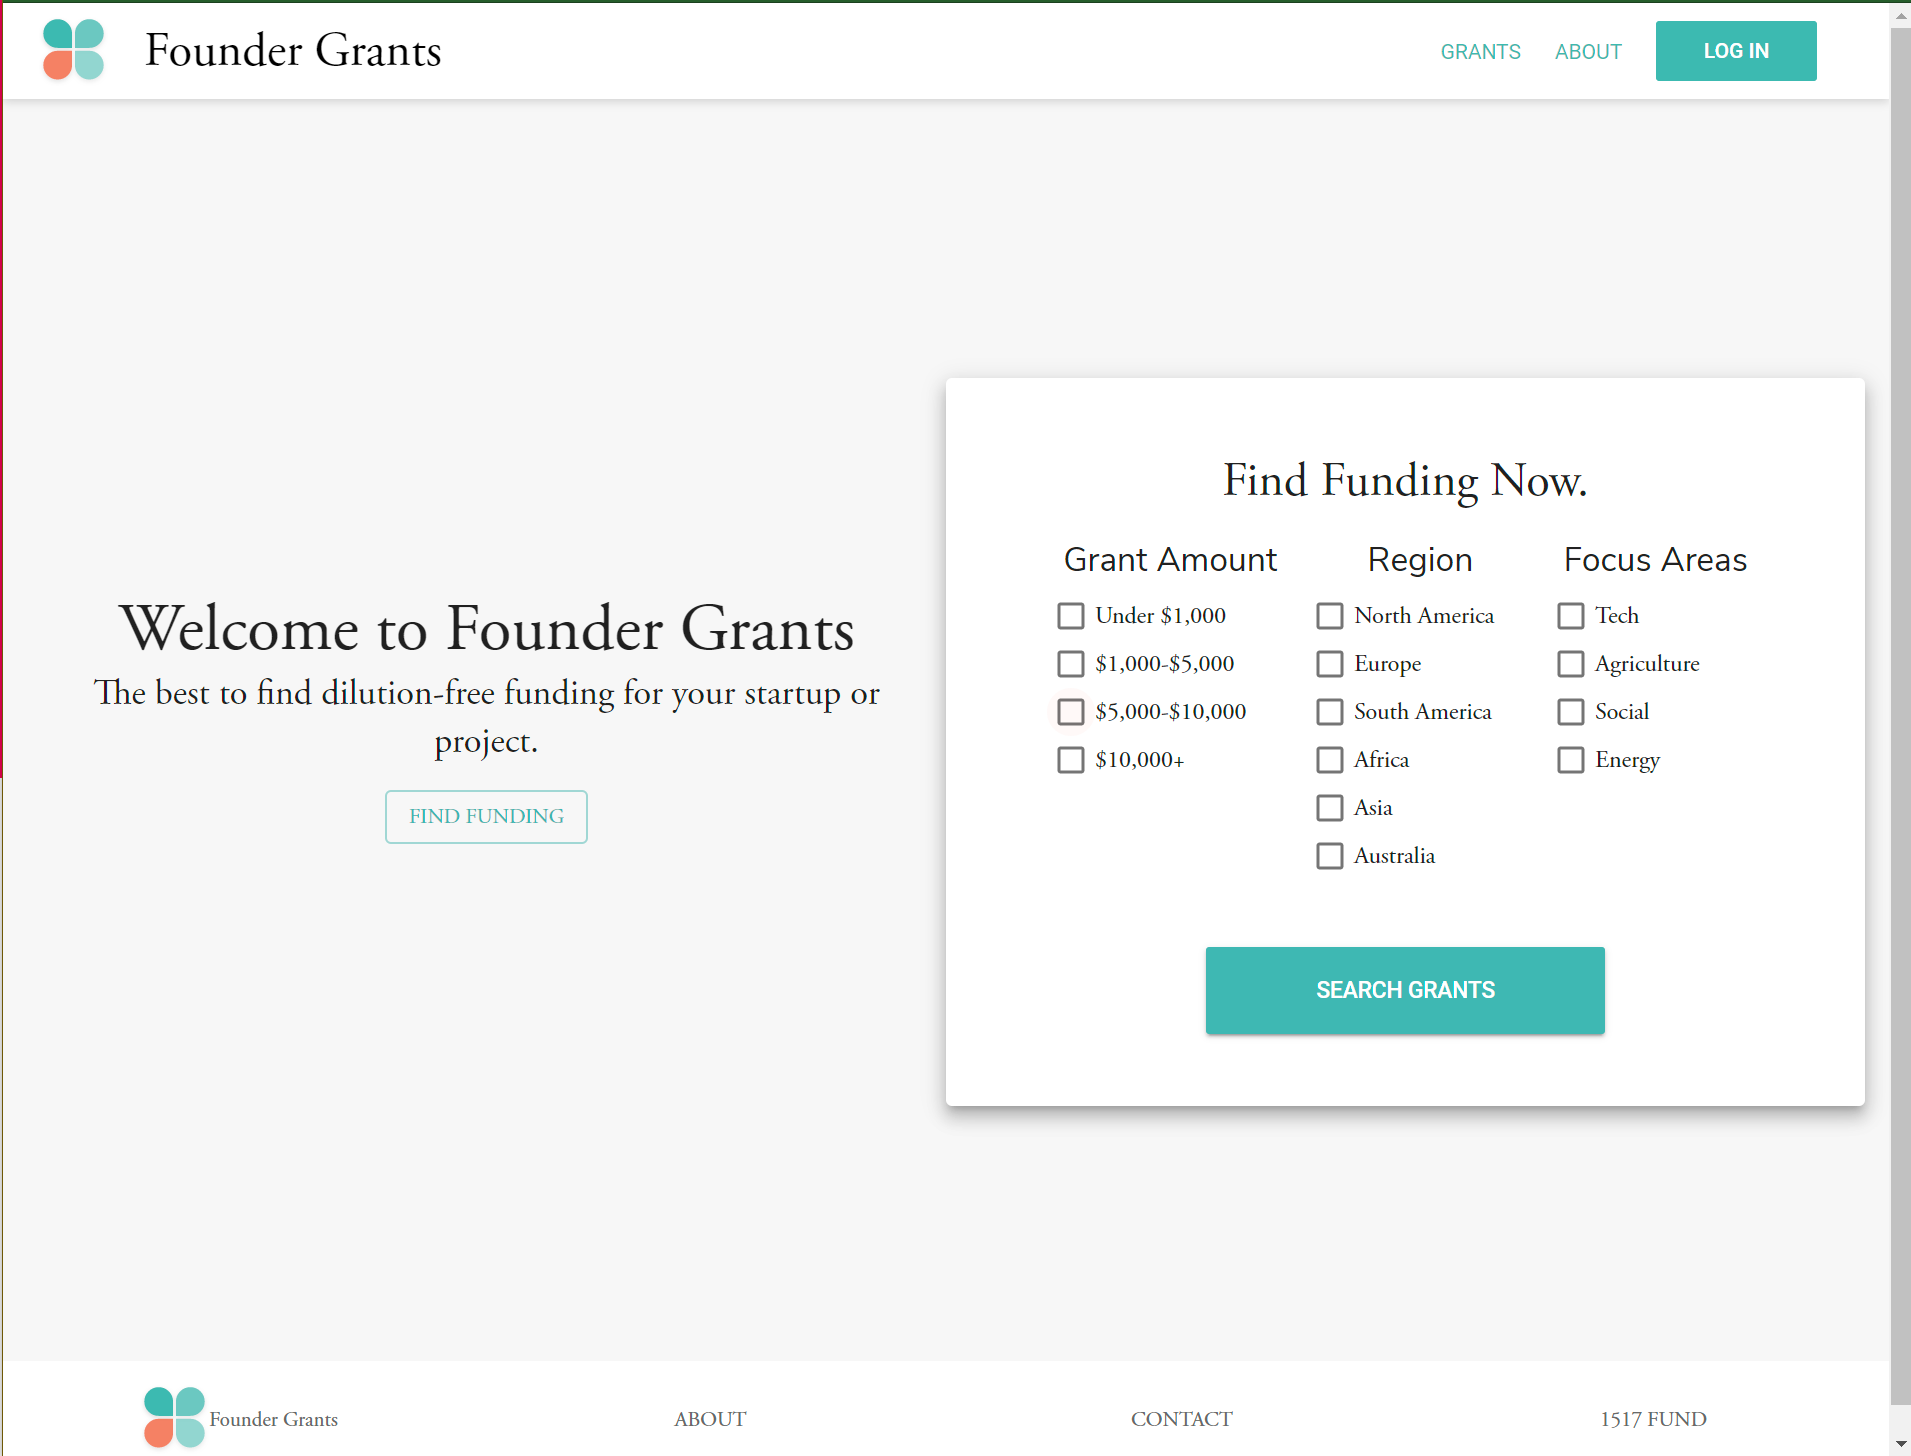 Founder Grants
GRANTS
ABOUT
LOG IN
Welcome to Founder Grants
The best to find dilution-free funding for your startup or
project.
FIND FUNDING
Find Funding Now.
Grant Amount
Under $1,000
$1,000-$5,000
$5,000-$10,000
$10,000+
Region
North America
Europe
South America
Africa
Asia
Australia
Focus Areas
Tech
Agriculture
Social
Energy
SEARCH GRANTS
Founder Grants
ABOUT
CONTACT
1517 FUND